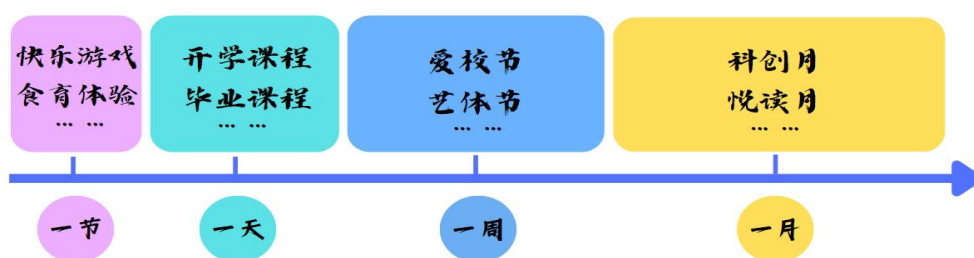 快乐游戏
食育体验
... ...
开学课程
毕业课程
... ...
爱校节
艺体节
... ...
科创月
悦读月
... ...
一节
一天
一周
一月